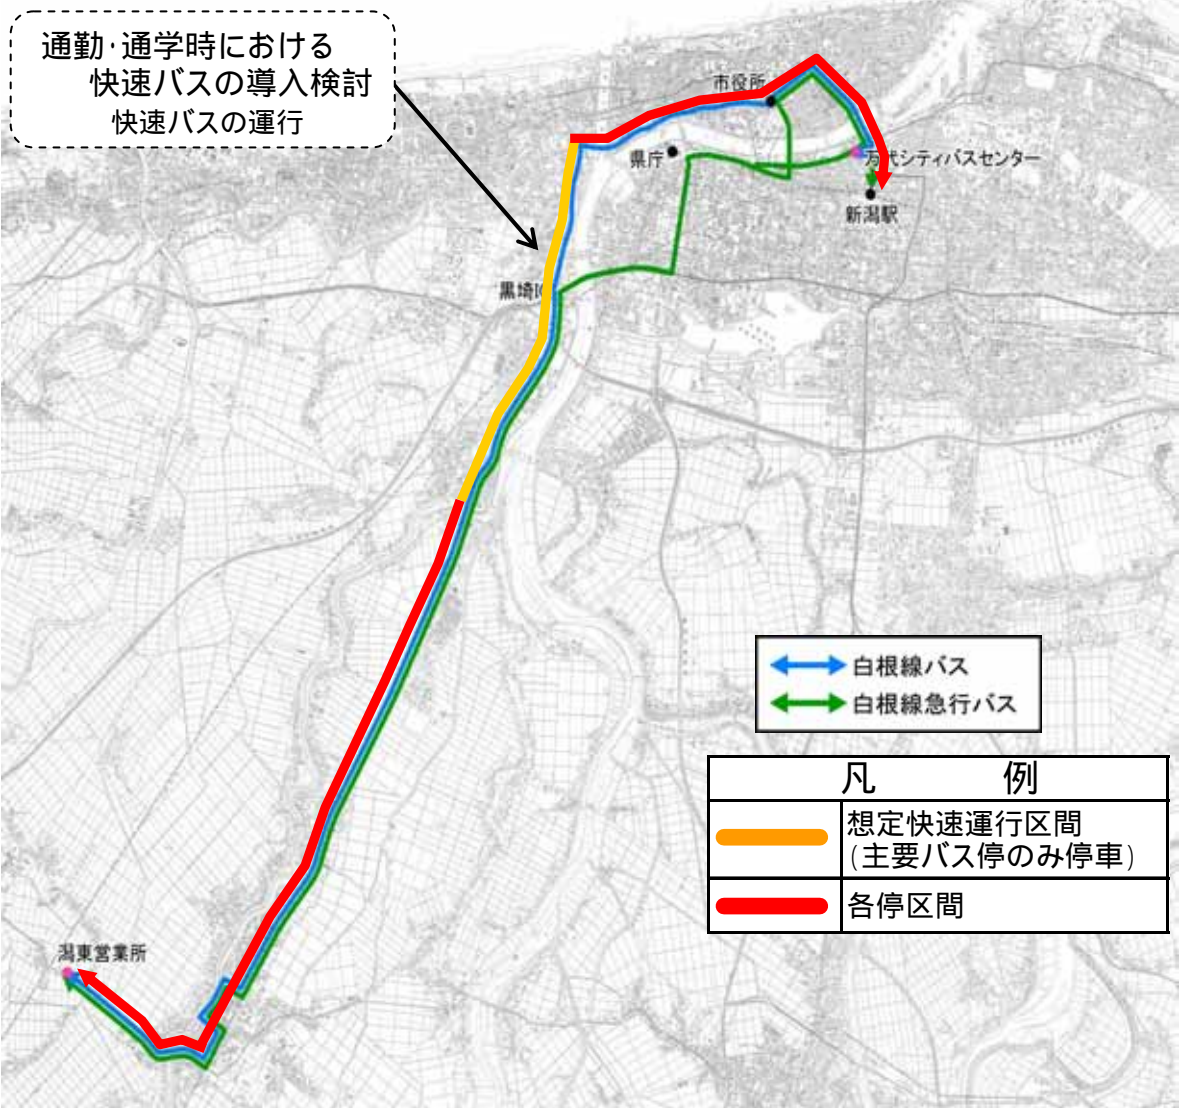 通勤・通学時における
快速バスの導入検討
快速バスの運行
市役所
県庁
万代シティバスセンター
新潟駅
黒埼IC
白根線バス
白根線急行バス
凡例
想定快速運行区間
(主要バス停のみ停車)
各停区間
潟東営業所